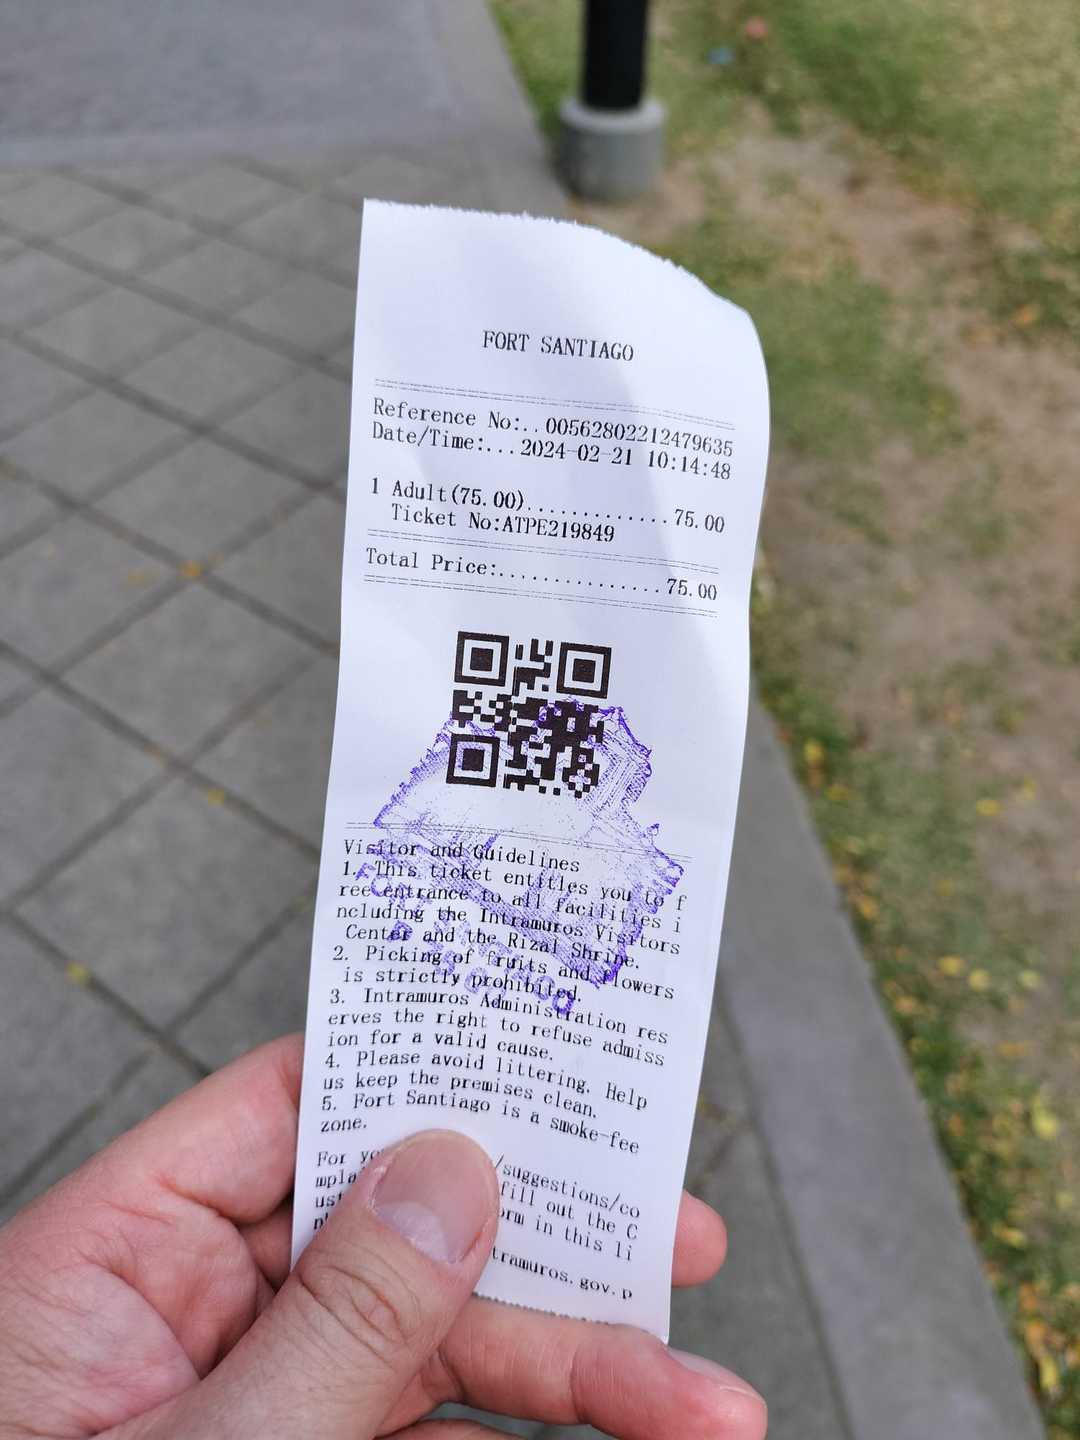 FORT SANTIAGO
Reference No:..00562802212479635
Date/Time:...2024-02-21 10:14:48
1 Adult(75.00)..............75.00
Ticket No:ATPE219849
Total Price:................75.00
Visitor and Guidelines
1. This ticket entitles you to f
ree entrance to all facilities i
ncluding the Intramuros Visitors
Center and the Rizal Shrine.
2. Picking of fruits and flowers
is strictly prohibited.
3. Intramuros Administration res
erves the right to refuse admiss
ion for a valid cause.
4. Please avoid littering. Help
us keep the premises clean.
5. Fort Santiago is a smoke-fee
zone.
For /suggestions/co
fill out the C
in this li
tramuros.gov.p